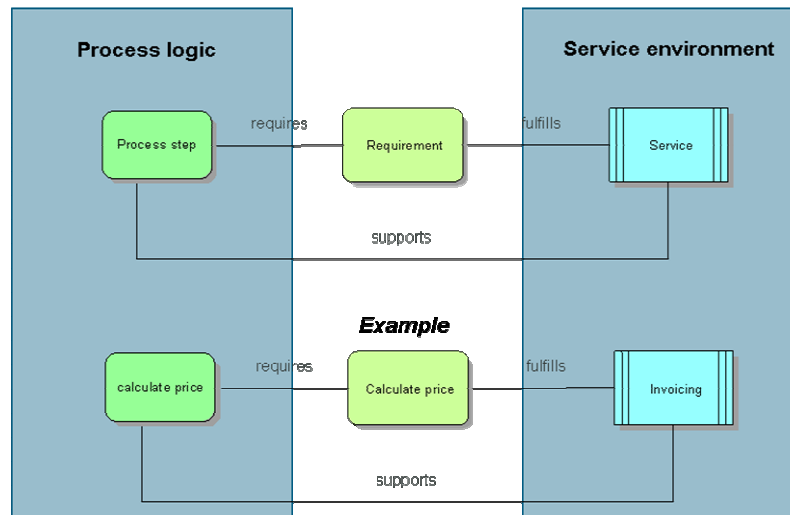 Process logic
Service environment
requires
fulfills
Process step
Requirement
Service
supports
Example
requires
fulfills
calculate price
Calculate price
Invoicing
supports